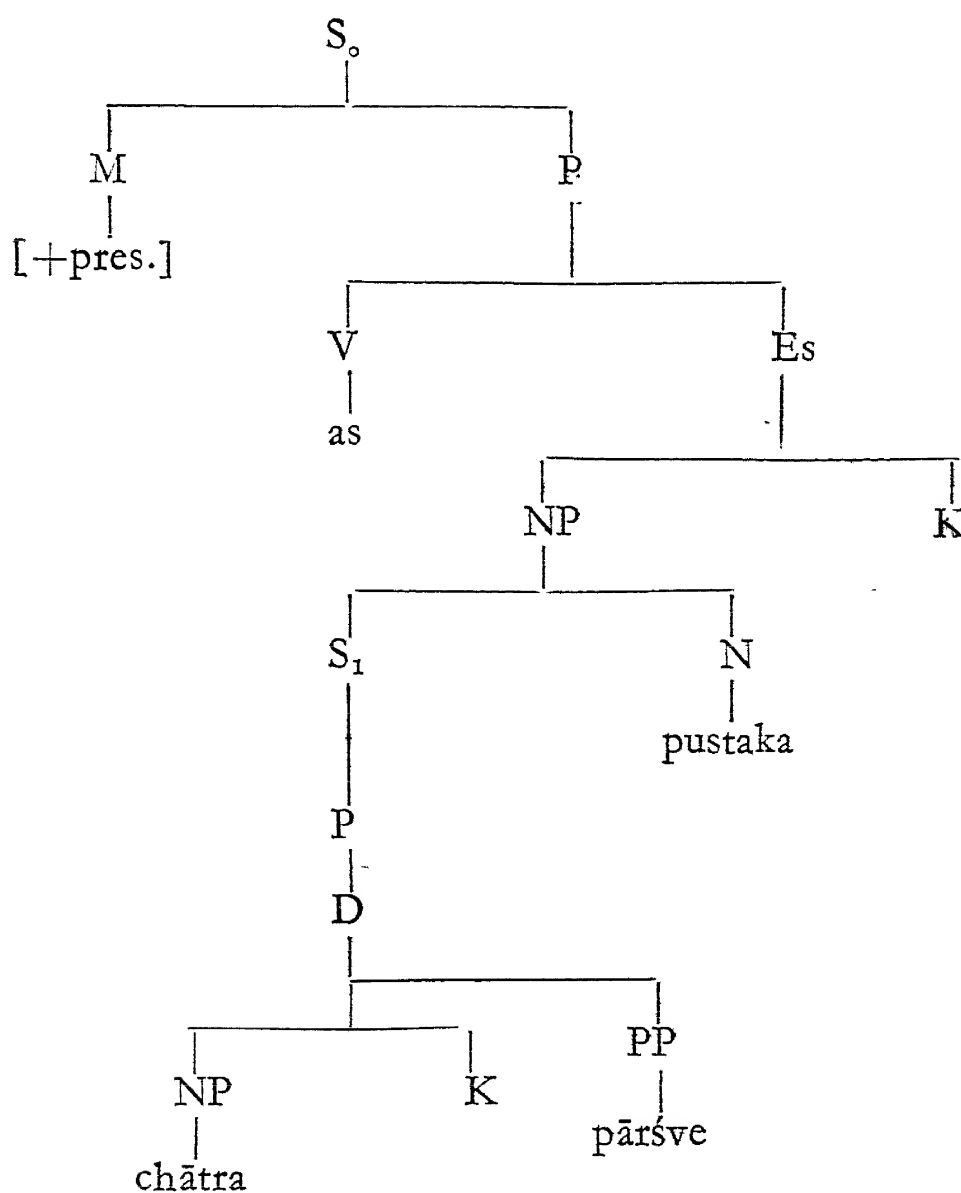 S₀
M P
[+pres.]
V Es
as
NP K
S₁ N
pustaka
P
D
PP
NP K
pārśve
chātra